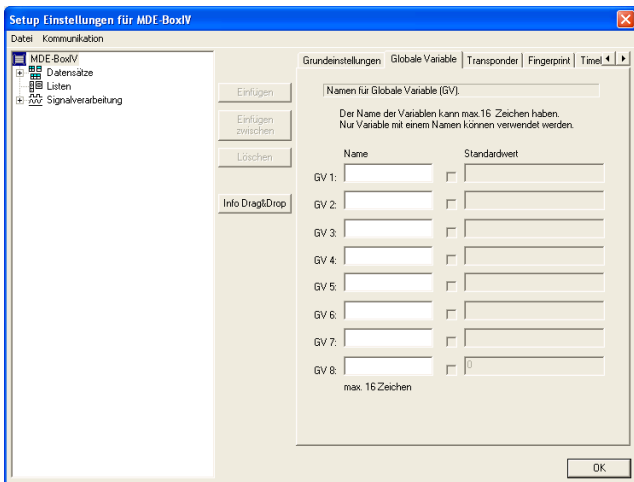 Setup Einstellungen für MDE-BoxIV
Datei Kommunikation
MDE-BoxIV
Datensätze
Listen
Signalverarbeitung
Einfügen
Einfügen
zwischen
Löschen
Info Drag&Drop
Grundeinstellungen Globale Variable Transponder Fingerprint Timel
Namen für Globale Variable (GV).
Der Name der Variablen kann max.16 Zeichen haben.
Nur Variable mit einem Namen können verwendet werden.
Name Standardwert
GV 1:
GV 2:
GV 3:
GV 4:
GV 5:
GV 6:
GV 7:
GV 8: 0
max. 16 Zeichen
OK